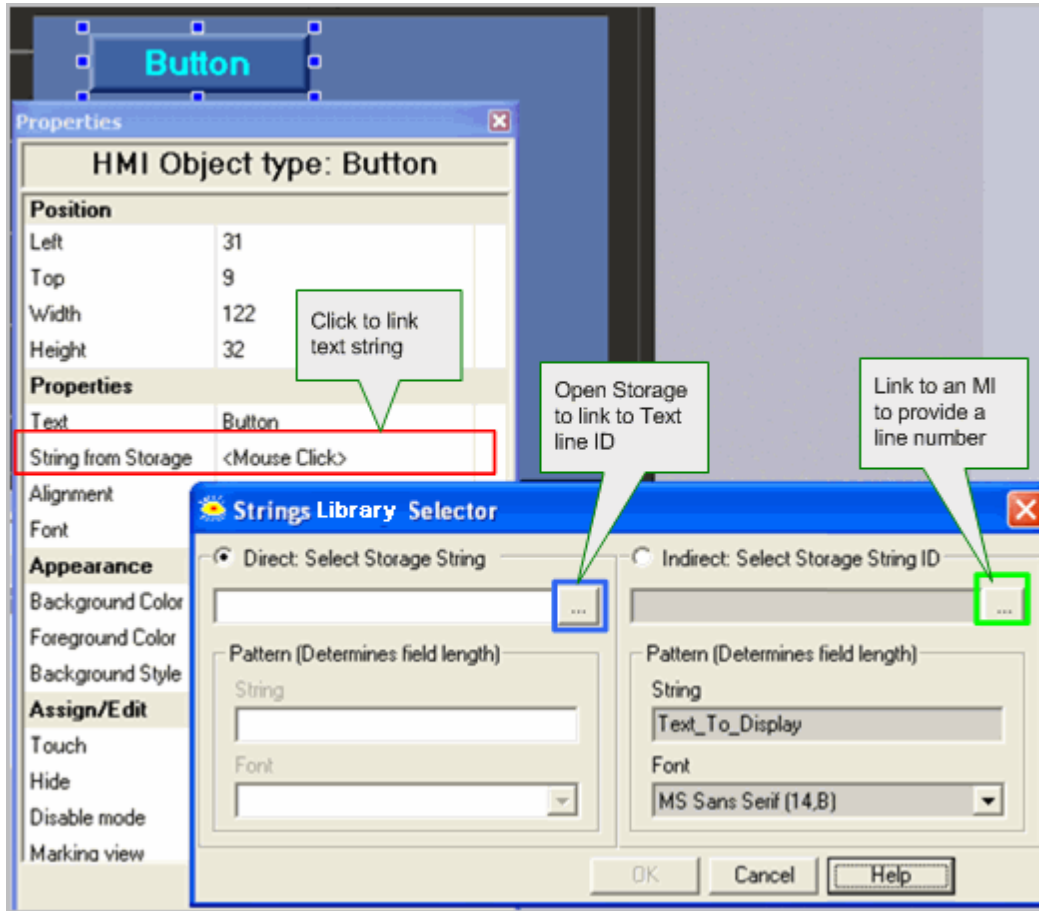 Button
Properties
HMI Object type: Button
Position
Left 31
Top 9
Width 122
Height 32
Click to link
text string
Properties
Text Button
String from Storage <Mouse Click>
Alignment
Font
Appearance
Background Color
Foreground Color
Background Style
Assign/Edit
Touch
Hide
Disable mode
Marking view
Open Storage
to link to Text
line ID
Link to an MI
to provide a
line number
Strings Library Selector
Direct: Select Storage String
...
Pattern (Determines field length)
String
Font
Indirect: Select Storage String ID
...
Pattern (Determines field length)
String
Text_To_Display
Font
MS Sans Serif (14,B)
OK Cancel Help